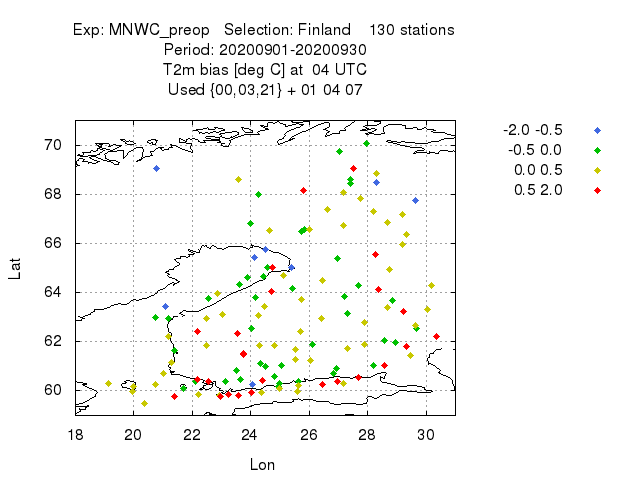 Exp: MNWC_preop Selection: Finland 130 stations
Period: 20200901-20200930
T2m bias [deg C] at 04 UTC
Used {00,03,21} + 01 04 07
-2.0 -0.5
-0.5 0.0
0.0 0.5
0.5 2.0
70
68
66
64
62
60
Lat
18 20 22 24 26 28 30
Lon